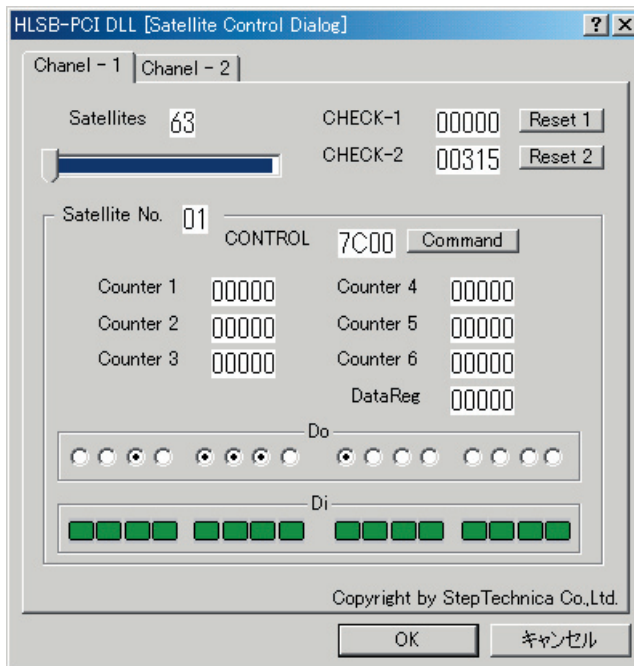 HLSB-PCI DLL [Satellite Control Dialog]
Chanel - 1 Chanel - 2
Satellites 63 CHECK-1 00000 Reset 1
CHECK-2 00315 Reset 2
Satellite No. 01
CONTROL 7C00 Command
Counter 1 00000 Counter 4 00000
Counter 2 00000 Counter 5 00000
Counter 3 00000 Counter 6 00000
DataReg 00000
Do
Di
Copyright by StepTechnica Co.,Ltd.
OK キャンセル